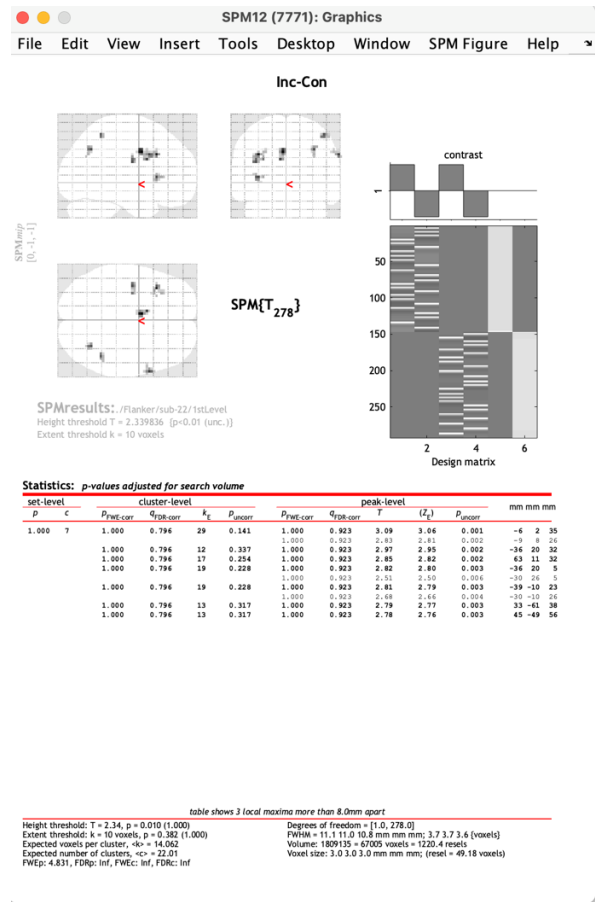 SPM12 (7771): Graphics
File Edit View Insert Tools Desktop Window SPM Figure Help
Inc-Con
contrast
1
SPMmip
[0, -1, -1]
<
<
<
SPM{T278}
50
100
150
200
250
2 4 6
Design matrix
SPMresults: ./Flanker/sub-22/1stLevel
Height threshold T = 2.339836 {p<0.01 (unc.)}
Extent threshold k = 10 voxels
Statistics: p-values adjusted for search volume
set-level cluster-level peak-level mm mm mm
p c pFWE-corr qFDR-corr kE puncorr pFWE-corr qFDR-corr T (ZE) puncorr
1.000 7 1.000 0.796 29 0.141 1.000 0.923 3.09 3.06 0.001 -6 2 35
1.000 0.923 2.83 2.81 0.002 -9 8 26
1.000 0.796 12 0.337 1.000 0.923 2.97 2.95 0.002 -36 20 32
1.000 0.796 17 0.254 1.000 0.923 2.85 2.82 0.002 63 11 32
1.000 0.796 19 0.228 1.000 0.923 2.82 2.80 0.003 -36 20 5
1.000 0.923 2.51 2.50 0.006 -30 26 5
1.000 0.796 19 0.228 1.000 0.923 2.81 2.79 0.003 -39 -10 23
1.000 0.923 2.68 2.66 0.004 -30 -10 26
1.000 0.796 13 0.317 1.000 0.923 2.79 2.77 0.003 33 -61 38
1.000 0.796 13 0.317 1.000 0.923 2.78 2.76 0.003 45 -49 56
table shows 3 local maxima more than 8.0mm apart
Height threshold: T = 2.34, p = 0.010 (1.000)
Extent threshold: k = 10 voxels, p = 0.382 (1.000)
Expected voxels per cluster, <k> = 14.062
Expected number of clusters, <c> = 22.01
FWEp: 4.831, FDRp: Inf, FWEc: Inf, FDRc: Inf
Degrees of freedom = [1.0, 278.0]
FWHM = 11.1 11.0 10.8 mm mm mm; 3.7 3.7 3.6 {voxels}
Volume: 1809135 = 67005 voxels = 1220.4 resels
Voxel size: 3.0 3.0 3.0 mm mm mm; (resel = 49.18 voxels)